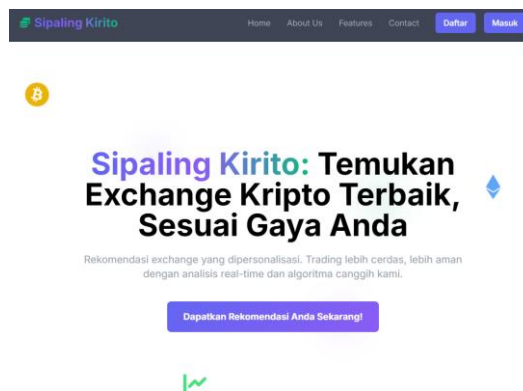 Sipaling Kirito
Home About Us Features Contact Daftar Masuk
Sipaling Kirito: Temukan
Exchange Kripto Terbaik,
Sesuai Gaya Anda
Rekomendasi exchange yang dipersonalisasi. Trading lebih cerdas, lebih aman
dengan analisis real-time dan algoritma canggih kami.
Dapatkan Rekomendasi Anda Sekarang!